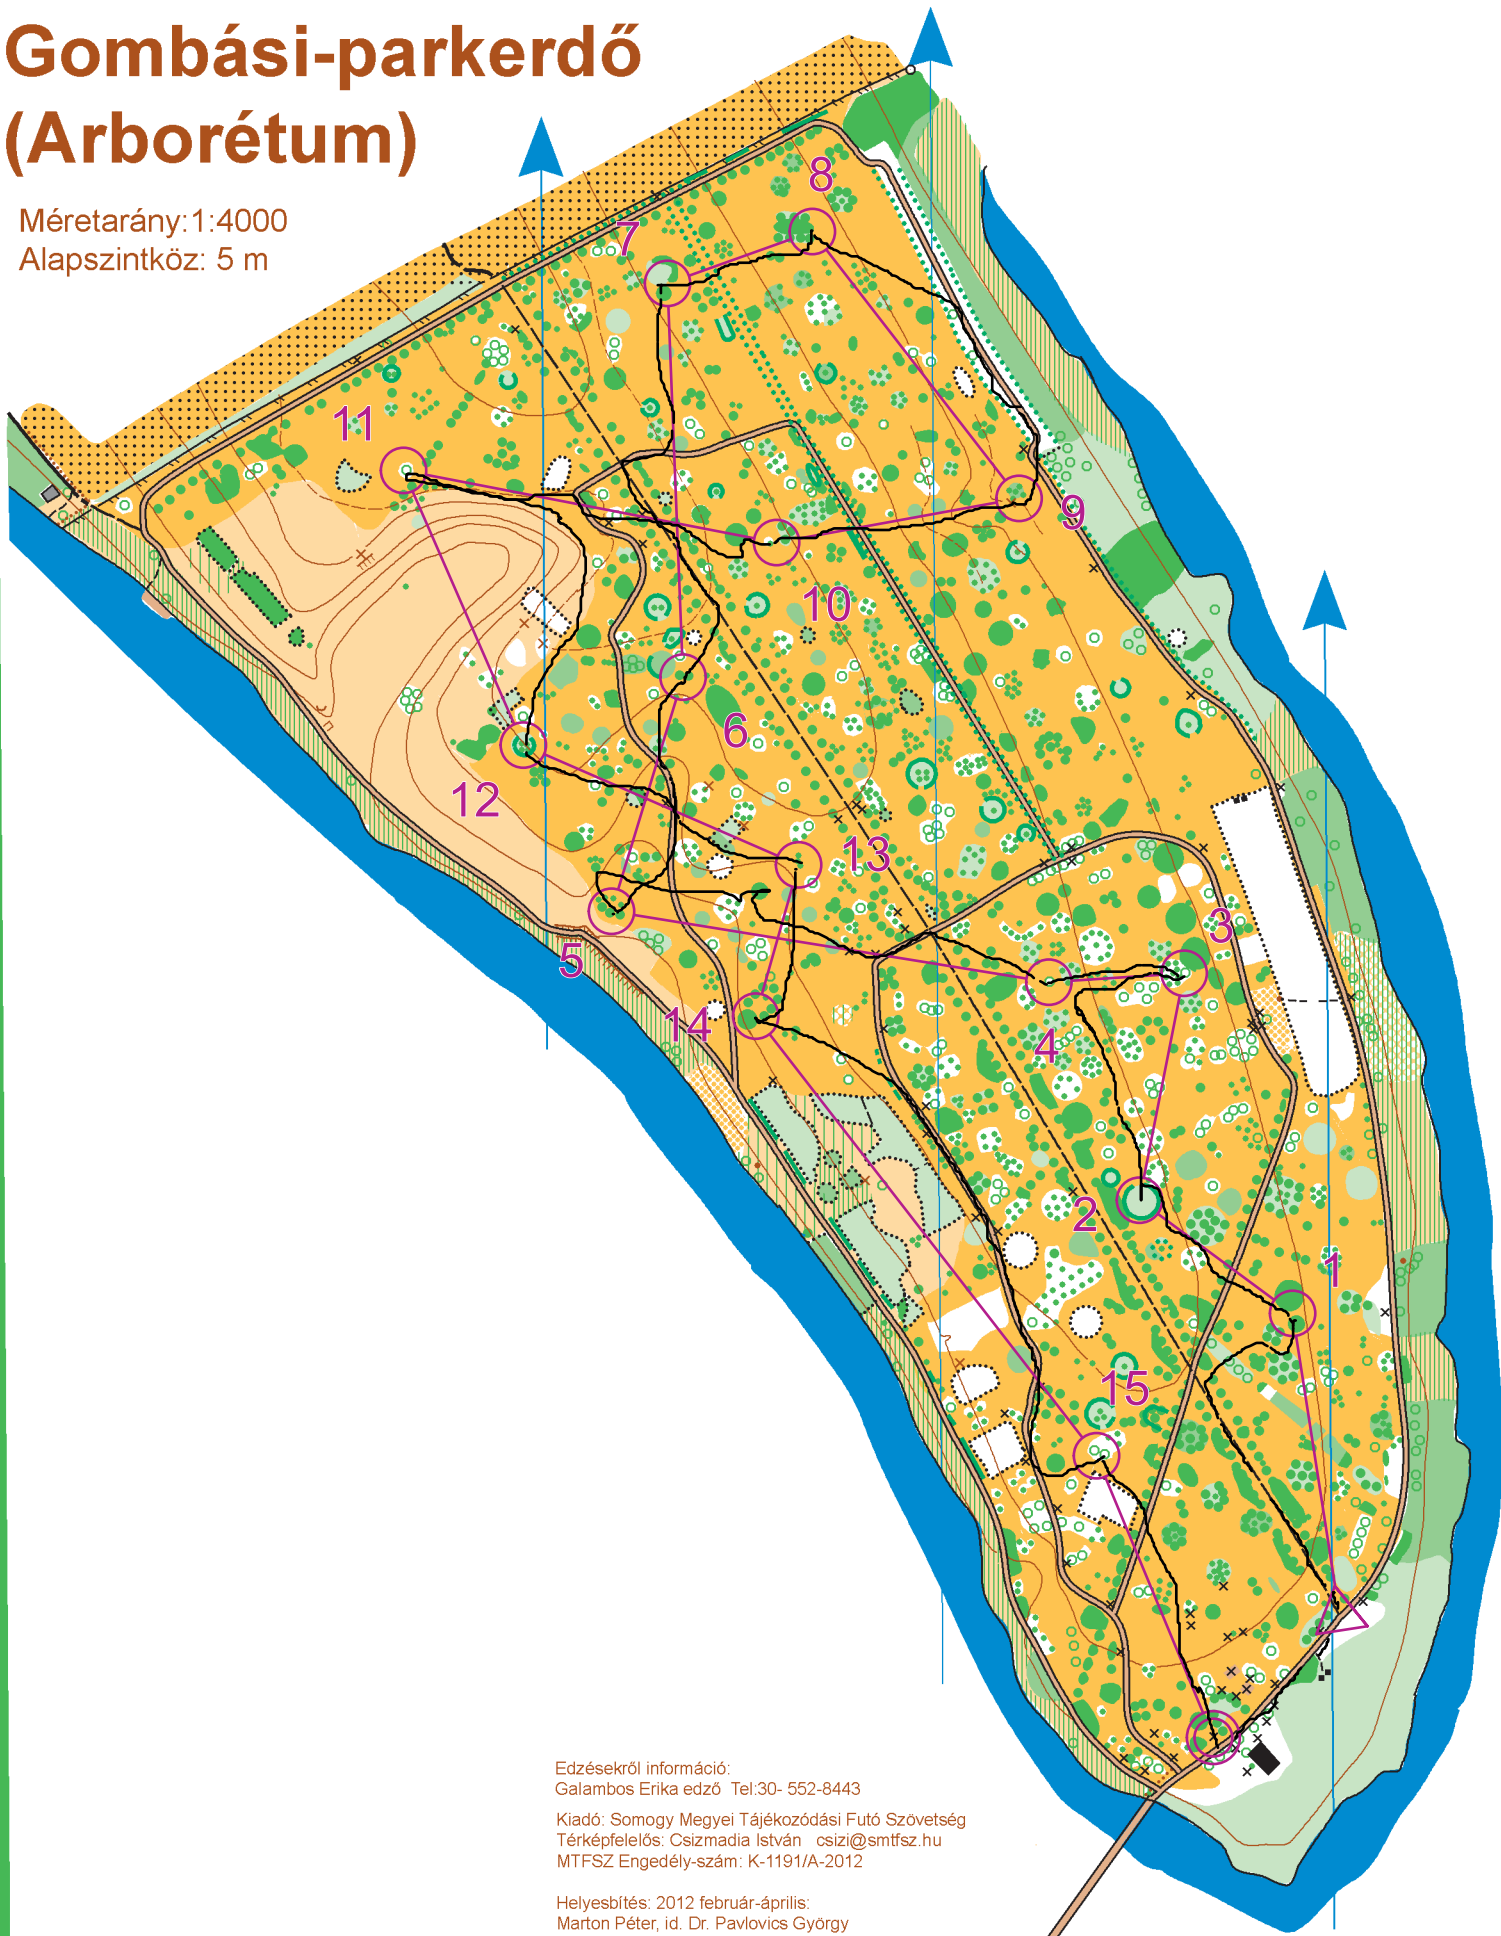 Gombási-parkerdő
(Arborétum)
Méretarány:1:4000
Alapszintköz: 5 m
8
7
11
9
10
6
12
13
3
5
14
4
2
1
15
Edzésekről információ:
Galambos Erika edző Tel:30- 552-8443
Kiadó: Somogy Megyei Tájékozódási Futó Szövetség
Térképfelelős: Csizmadia István csizi@smtfsz.hu
MTFSZ Engedély-szám: K-1191/A-2012
Helyesbítés: 2012 február-április:
Marton Péter, id. Dr. Pavlovics György